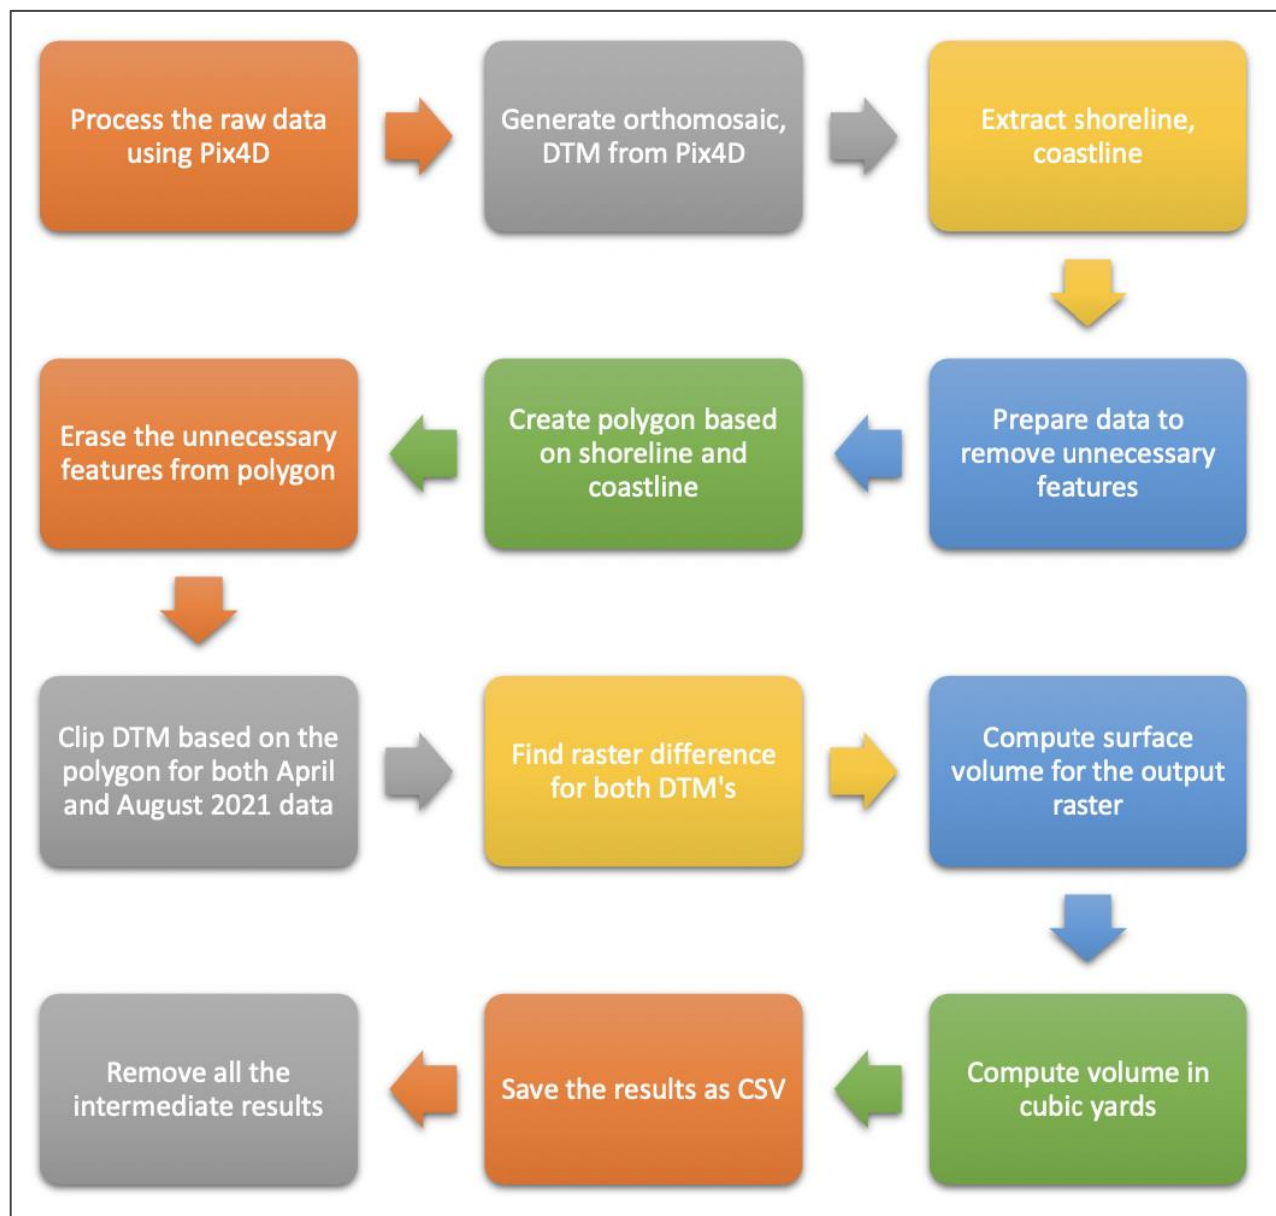 Process the raw data
using Pix4D
Generate orthomosaic,
DTM from Pix4D
Extract shoreline,
coastline
Prepare data to
remove unnecessary
features
Create polygon based
on shoreline and
coastline
Erase the unnecessary
features from polygon
Clip DTM based on the
polygon for both April
and August 2021 data
Find raster difference
for both DTM's
Compute surface
volume for the output
raster
Compute volume in
cubic yards
Save the results as CSV
Remove all the
intermediate results